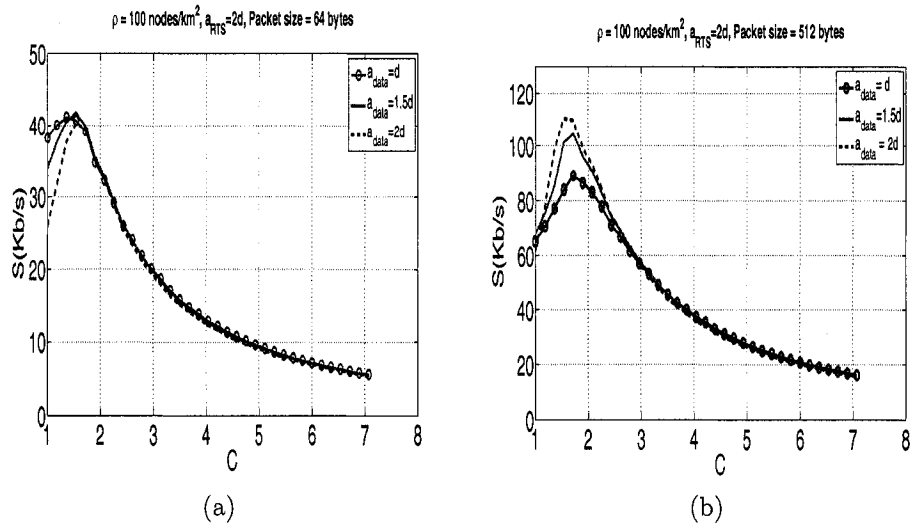 ρ = 100 nodes/km², a_RTS=2d, Packet size = 64 bytes
50
40
30
20
10
0
S(Kb/s)
a_data=d
a_data=1.5d
a_data=2d
1 2 3 4 5 6 7 8
C
(a)
ρ = 100 nodes/km², a_RTS=2d, Packet size = 512 bytes
120
100
80
60
40
20
0
S(Kb/s)
a_data= d
a_data=1.5d
a_data= 2d
1 2 3 4 5 6 7 8
C
(b)